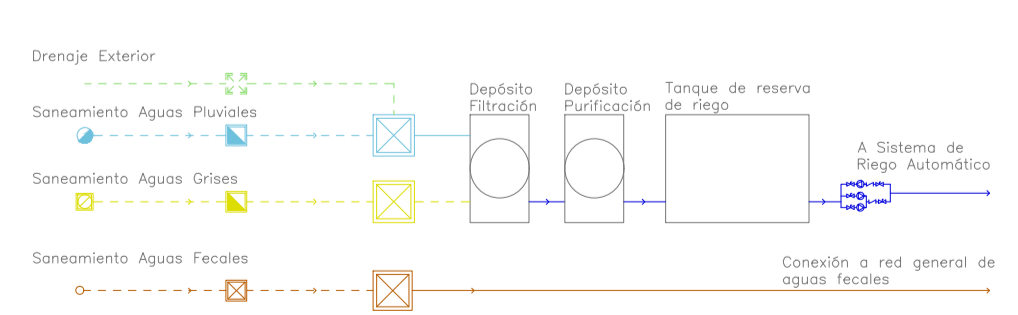 Drenaje Exterior
Saneamiento Aguas Pluviales
Saneamiento Aguas Grises
Saneamiento Aguas Fecales
Depósito
Filtración
Depósito
Purificación
Tanque de reserva
de riego
A Sistema de
Riego Automático
Conexión a red general de
aguas fecales